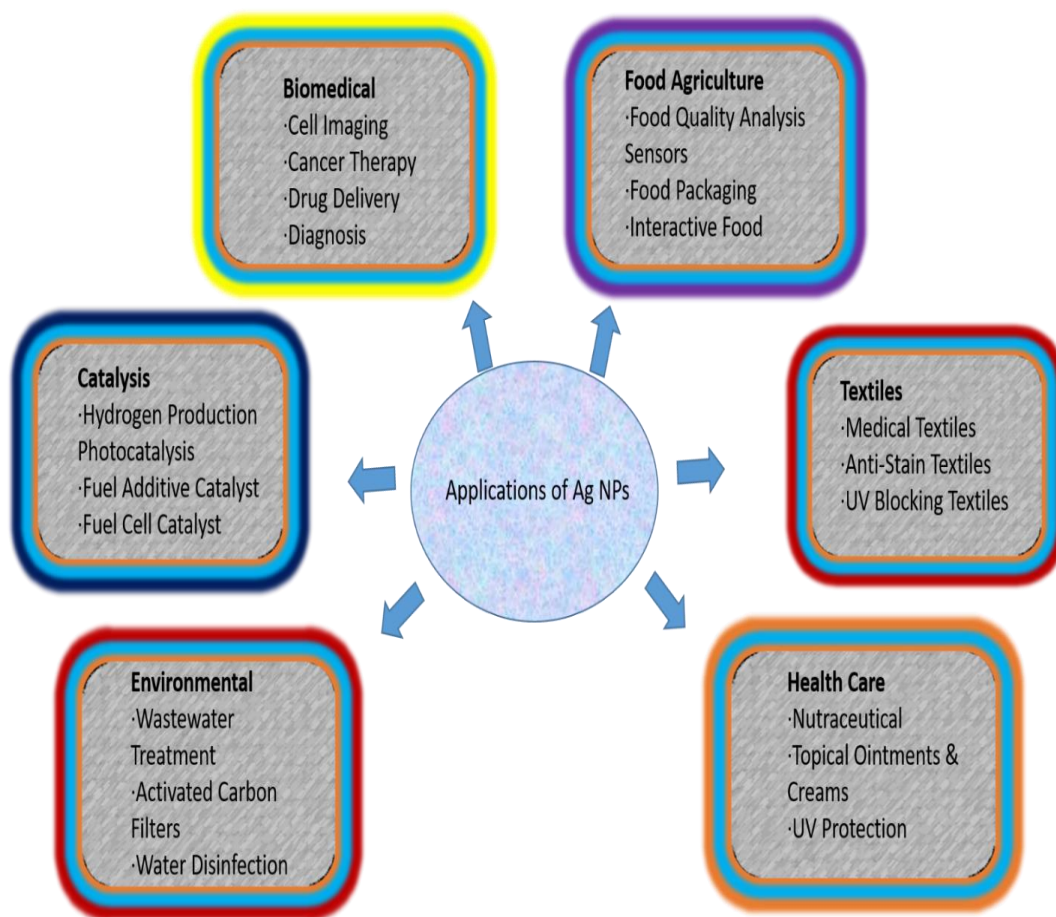 Biomedical
·Cell Imaging
·Cancer Therapy
·Drug Delivery
·Diagnosis
Food Agriculture
·Food Quality Analysis
Sensors
·Food Packaging
·Interactive Food
Catalysis
·Hydrogen Production
Photocatalysis
·Fuel Additive Catalyst
·Fuel Cell Catalyst
Applications of Ag NPs
Textiles
·Medical Textiles
·Anti-Stain Textiles
·UV Blocking Textiles
Environmental
·Wastewater
Treatment
·Activated Carbon
Filters
·Water Disinfection
Health Care
·Nutraceutical
·Topical Ointments &
Creams
·UV Protection